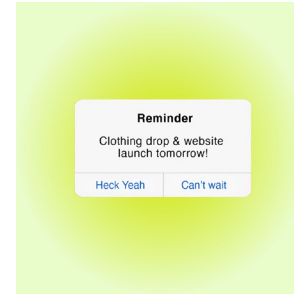 Reminder
Clothing drop & website
launch tomorrow!
Heck Yeah
Can't wait